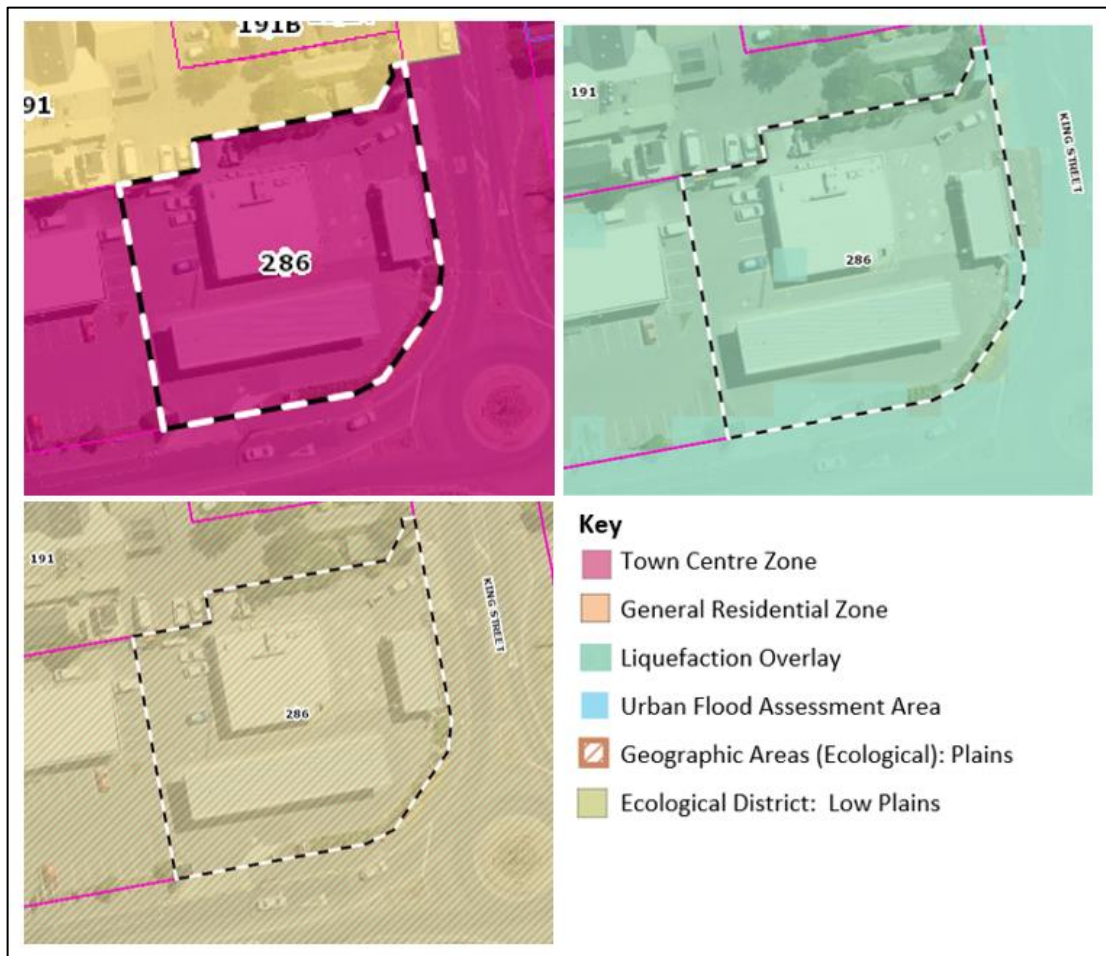 191B
91
286
191
KING STREET
286
191
KING STREET
286
Key
Town Centre Zone
General Residential Zone
Liquefaction Overlay
Urban Flood Assessment Area
Geographic Areas (Ecological): Plains
Ecological District: Low Plains